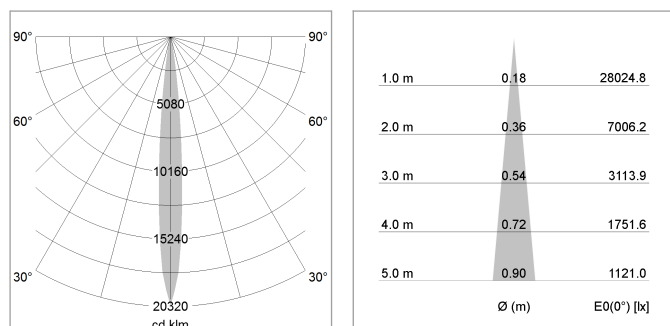 90° 90°
5080
60° 60°
10160
15240
30° 30°
20320
cd klm
1.0 m 0.18 28024.8
2.0 m 0.36 7006.2
3.0 m 0.54 3113.9
4.0 m 0.72 1751.6
5.0 m 0.90 1121.0
Ø (m) E0(0°) [lx]